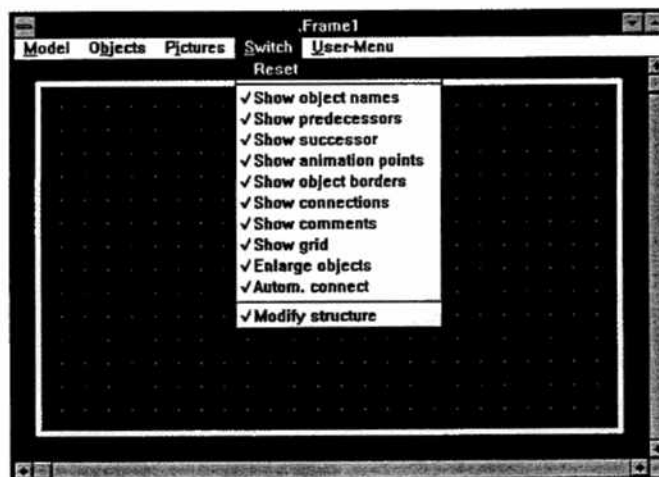 .Frame1
Model Objects Pictures Switch User-Menu
Reset
✓Show object names
✓Show predecessors
✓Show successor
✓Show animation points
✓Show object borders
✓Show connections
✓Show comments
✓Show grid
✓Enlarge objects
✓Autom. connect
✓Modify structure